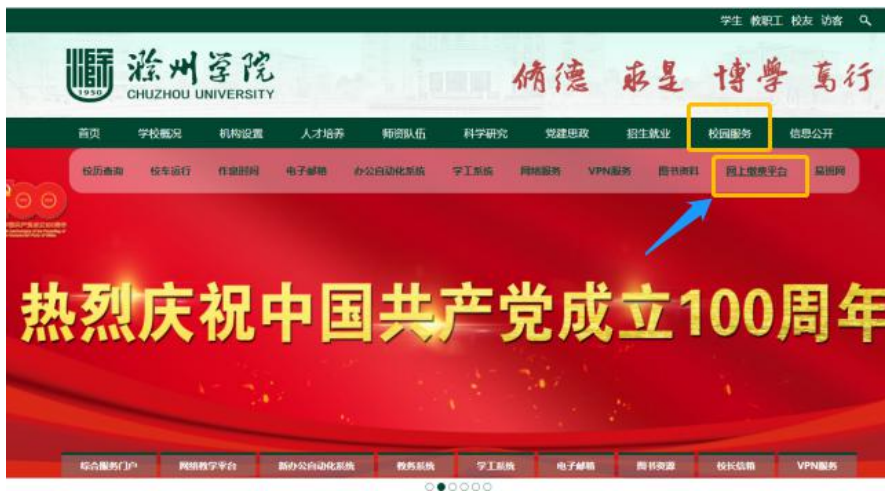 学生 教职工 校友 访客
1950
滁州学院
CHUZHOU UNIVERSITY
脩德 求是 博學 篤行
首页 学校概况 机构设置 人才培养 师资队伍 科学研究 党建思政 招生就业 校园服务 信息公开
校历查询 校车运行 作息时间 电子邮箱 办公自动化系统 学工系统 网络服务 VPN服务 图书资料 网上缴费平台 易班网
热烈庆祝中国共产党成立100周年
综合服务门户 网络教学平台 新办公自动化系统 教务系统 学工系统 电子邮箱 图书资源 校长信箱 VPN服务